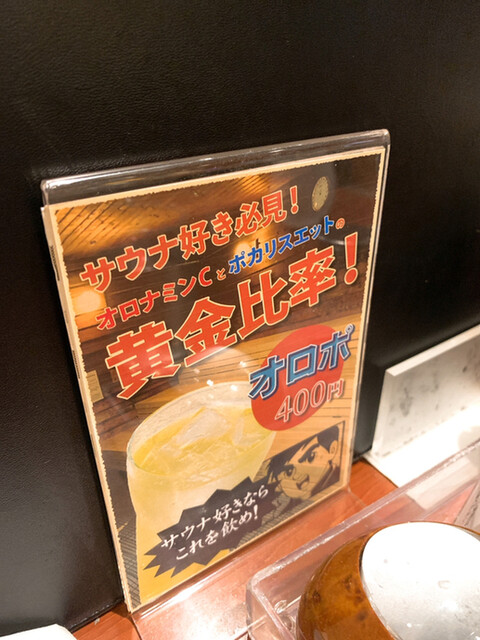 サウナ好き必見!
オロナミンCとポカリスエットの
黄金比率!
オロポ
400円
サウナ好きなら
これを飲め!